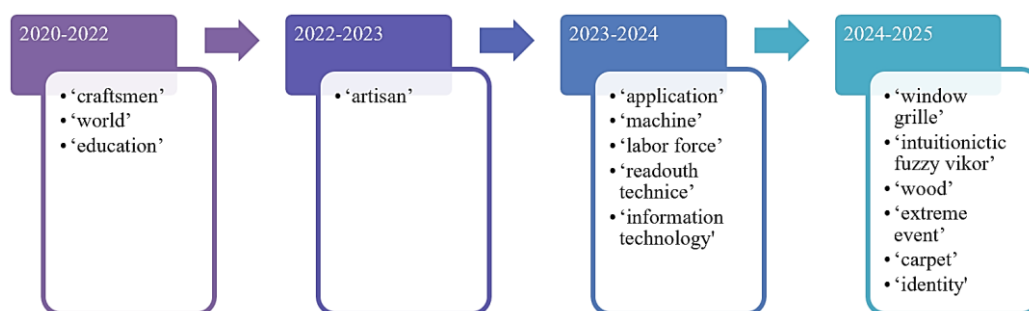 2020-2022
• ‘craftsmen’
• ‘world’
• ‘education’
2022-2023
• ‘artisan’
2023-2024
• ‘application’
• ‘machine’
• ‘labor force’
• ‘readouth
technice’
• ‘information
technology'
2024-2025
• ‘window
grille’
• ‘intuitionictic
fuzzy vikor’
• ‘wood’
• ‘extreme
event’
• ‘carpet’
• ‘identity'